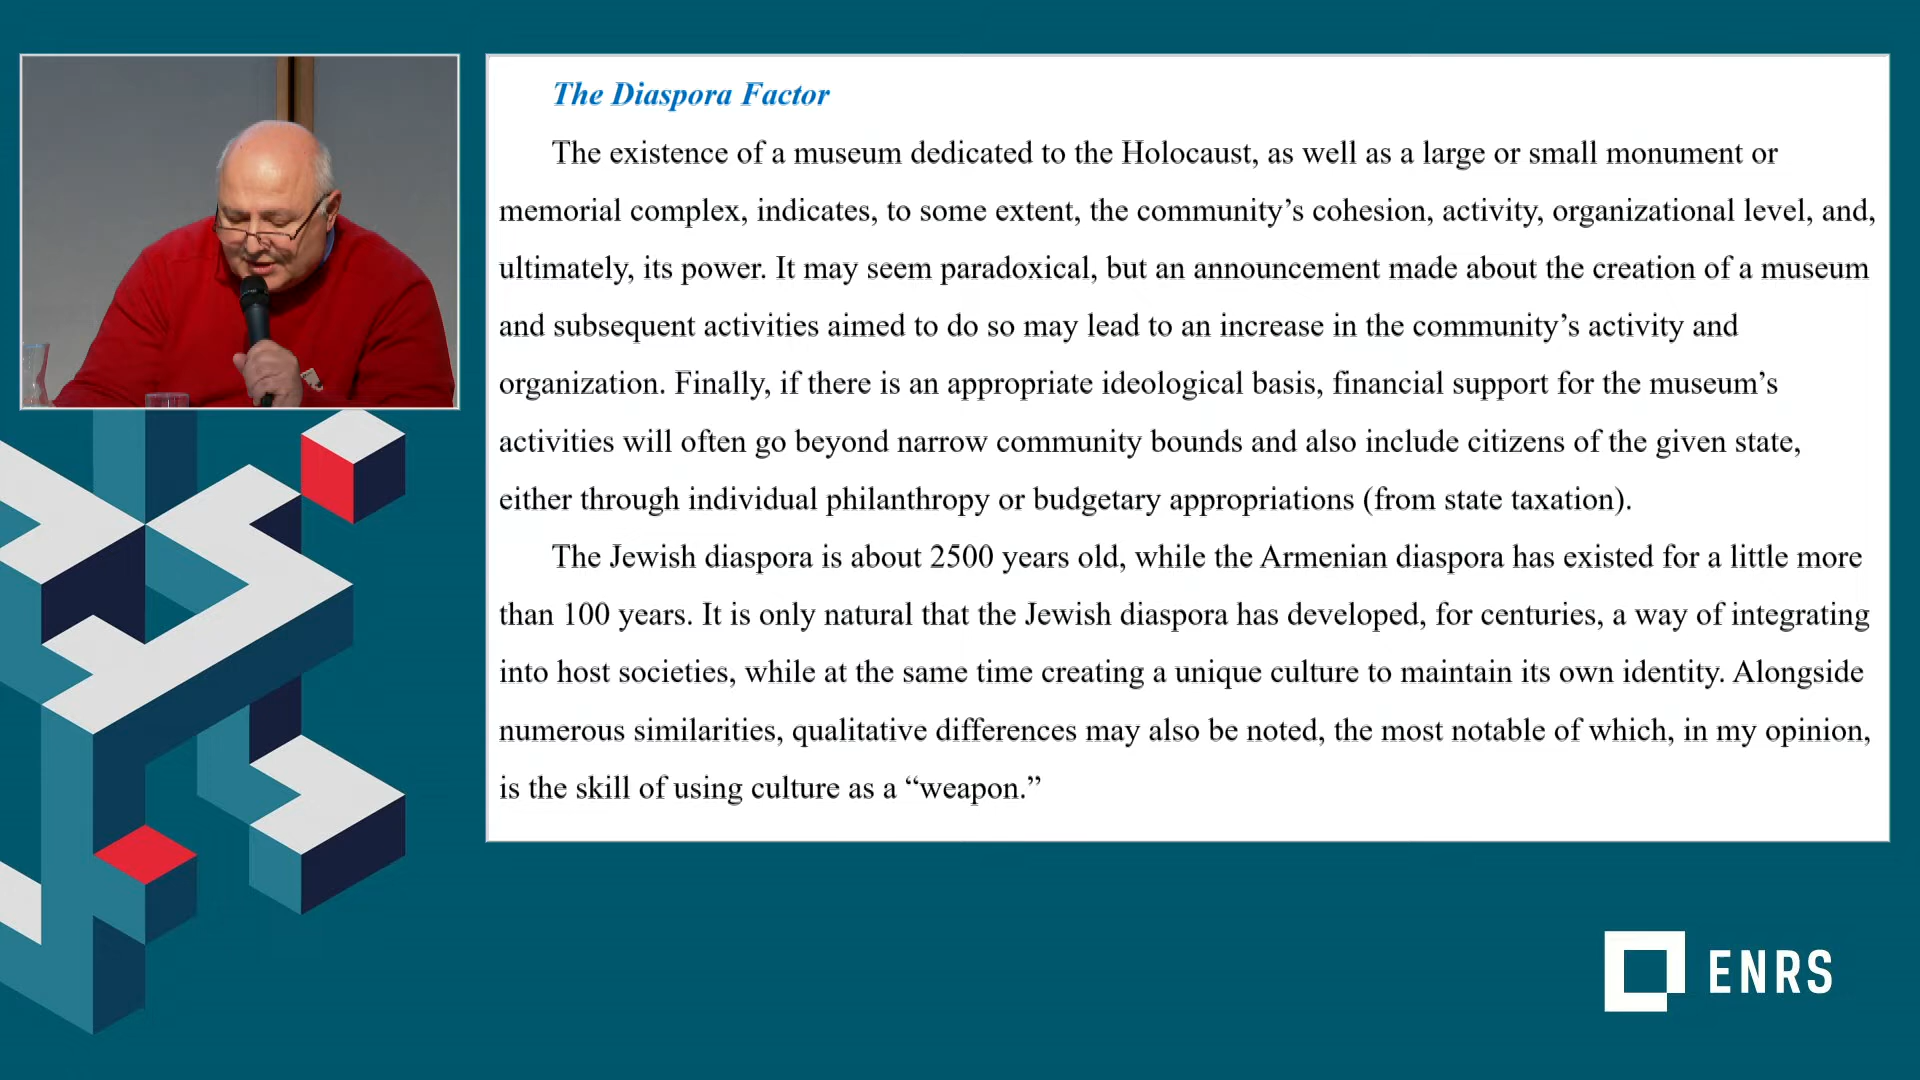 The Diaspora Factor
The existence of a museum dedicated to the Holocaust, as well as a large or small monument or
memorial complex, indicates, to some extent, the community’s cohesion, activity, organizational level, and,
ultimately, its power. It may seem paradoxical, but an announcement made about the creation of a museum
and subsequent activities aimed to do so may lead to an increase in the community’s activity and
organization. Finally, if there is an appropriate ideological basis, financial support for the museum’s
activities will often go beyond narrow community bounds and also include citizens of the given state,
either through individual philanthropy or budgetary appropriations (from state taxation).
The Jewish diaspora is about 2500 years old, while the Armenian diaspora has existed for a little more
than 100 years. It is only natural that the Jewish diaspora has developed, for centuries, a way of integrating
into host societies, while at the same time creating a unique culture to maintain its own identity. Alongside
numerous similarities, qualitative differences may also be noted, the most notable of which, in my opinion,
is the skill of using culture as a “weapon.”
ENRS